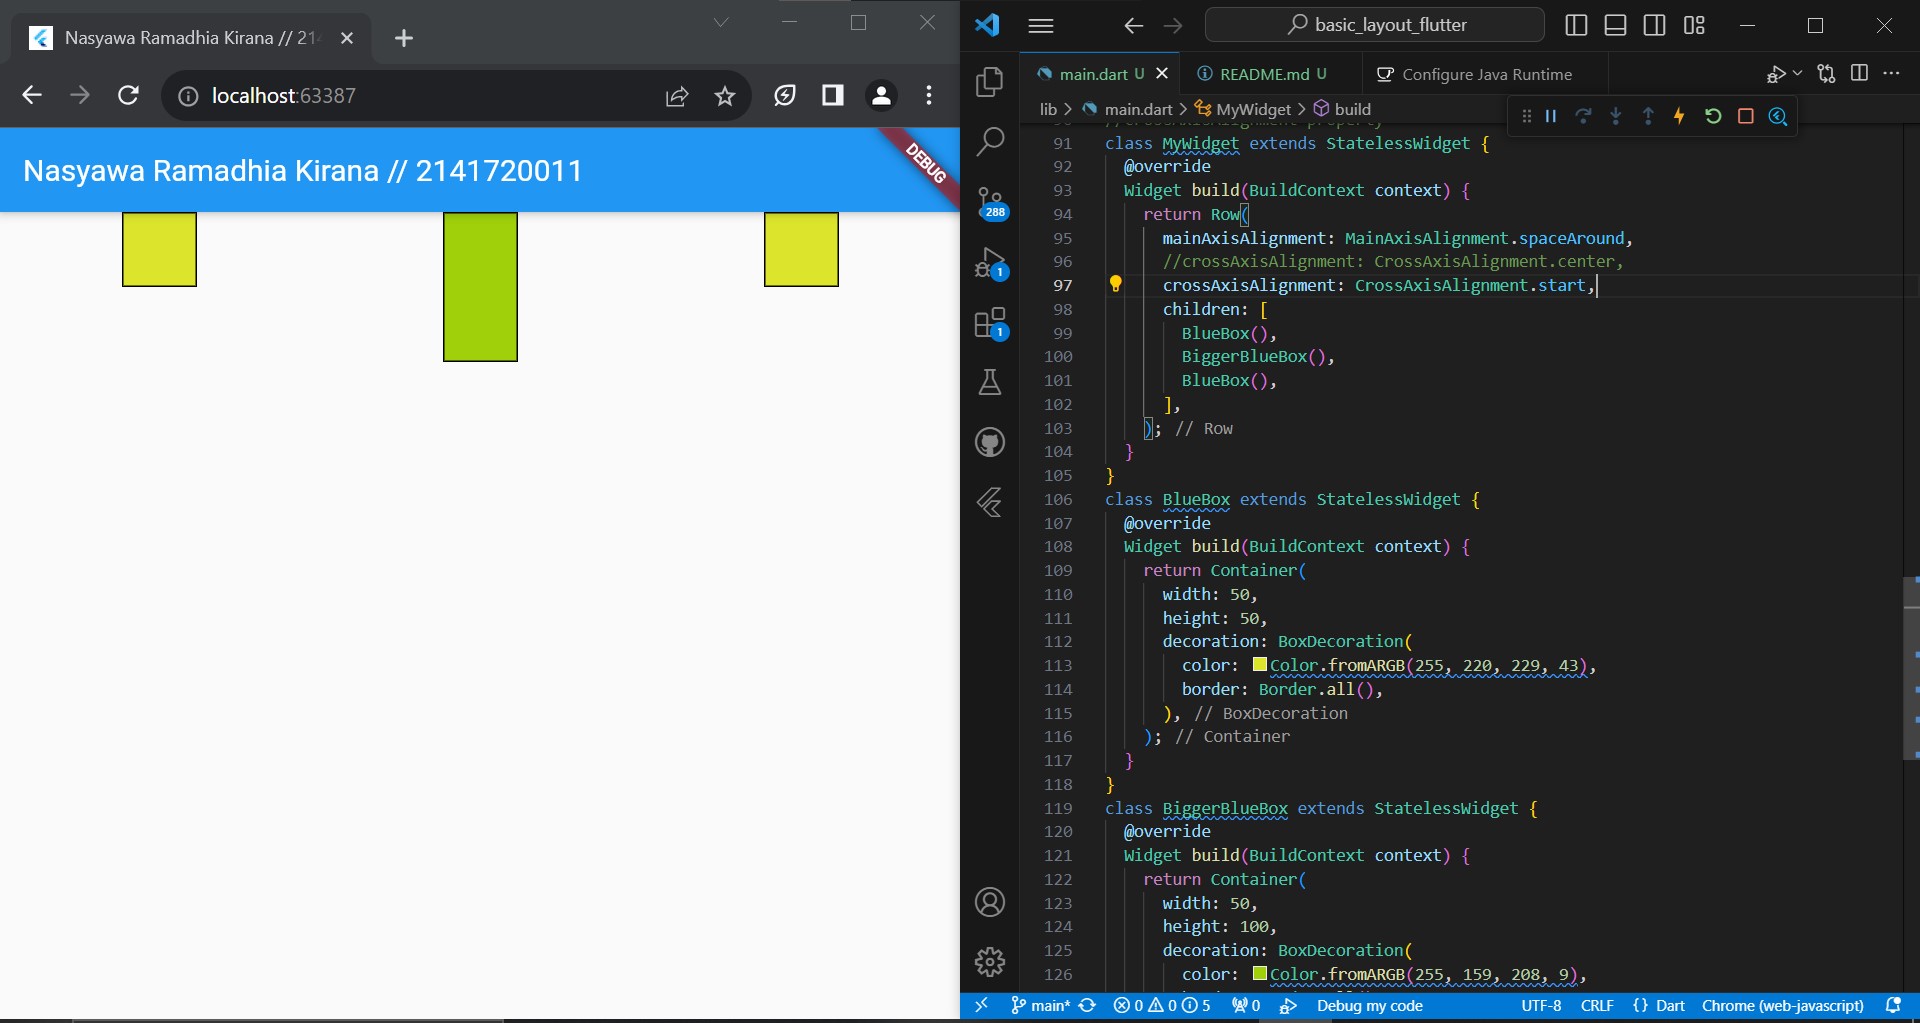 Nasyawa Ramadhia Kirana // 214
localhost:63387
Nasyawa Ramadhia Kirana // 2141720011
DEBUG
basic_layout_flutter
main.dart U
README.md U
Configure Java Runtime
lib > main.dart > MyWidget > build
91 class MyWidget extends StatelessWidget {
92 @override
93 Widget build(BuildContext context) {
94 return Row(
95 mainAxisAlignment: MainAxisAlignment.spaceAround,
96 //crossAxisAlignment: CrossAxisAlignment.center,
97 crossAxisAlignment: CrossAxisAlignment.start,
98 children: [
99 BlueBox(),
100 BiggerBlueBox(),
101 BlueBox(),
102 ],
103 ); // Row
104 }
105 }
106 class BlueBox extends StatelessWidget {
107 @override
108 Widget build(BuildContext context) {
109 return Container(
110 width: 50,
111 height: 50,
112 decoration: BoxDecoration(
113 color: Color.fromARGB(255, 220, 229, 43),
114 border: Border.all(),
115 ), // BoxDecoration
116 ); // Container
117 }
118 }
119 class BiggerBlueBox extends StatelessWidget {
120 @override
121 Widget build(BuildContext context) {
122 return Container(
123 width: 50,
124 height: 100,
125 decoration: BoxDecoration(
126 color: Color.fromARGB(255, 159, 208, 9),
288
1
1
main* 0 0 5 0 Debug my code UTF-8 CRLF {} Dart Chrome (web-javascript)